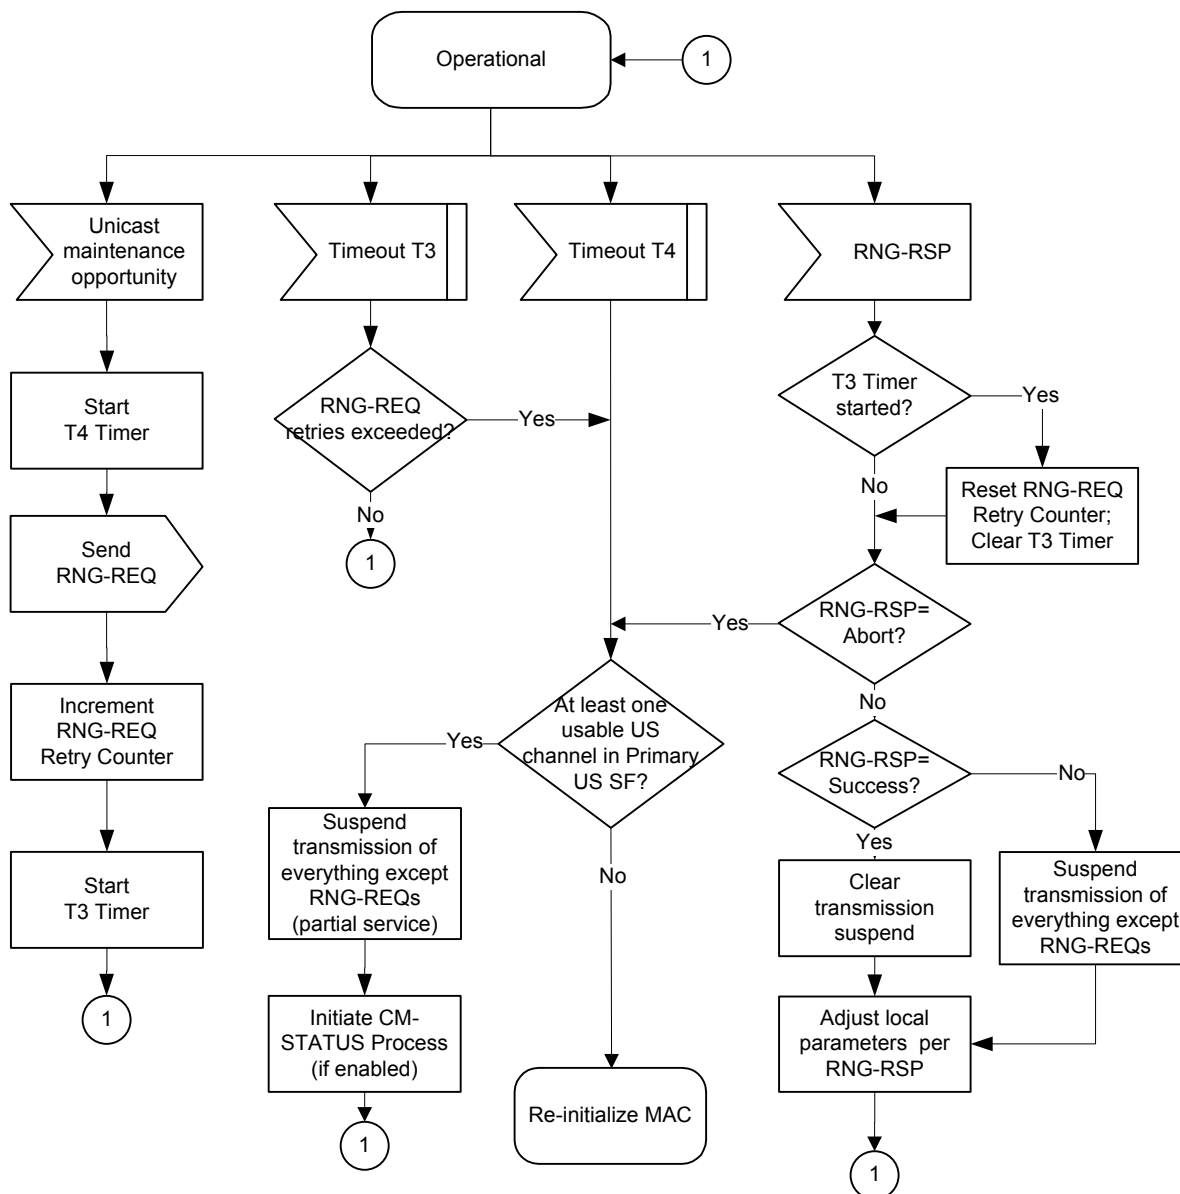 Operational
1
Unicast
maintenance
opportunity
Timeout T3
Timeout T4
RNG-RSP
Start
T4 Timer
RNG-REQ
retries exceeded?
Yes
No
1
T3 Timer
started?
Yes
No
Reset RNG-REQ
Retry Counter;
Clear T3 Timer
Send
RNG-REQ
RNG-RSP=
Abort?
Yes
No
Increment
RNG-REQ
Retry Counter
At least one
usable US
channel in Primary
US SF?
Yes
No
RNG-RSP=
Success?
No
Yes
Start
T3 Timer
1
Suspend
transmission of
everything except
RNG-REQs
(partial service)
Clear
transmission
suspend
Suspend
transmission of
everything except
RNG-REQs
Initiate CM-
STATUS Process
(if enabled)
1
Re-initialize MAC
Adjust local
parameters per
RNG-RSP
1